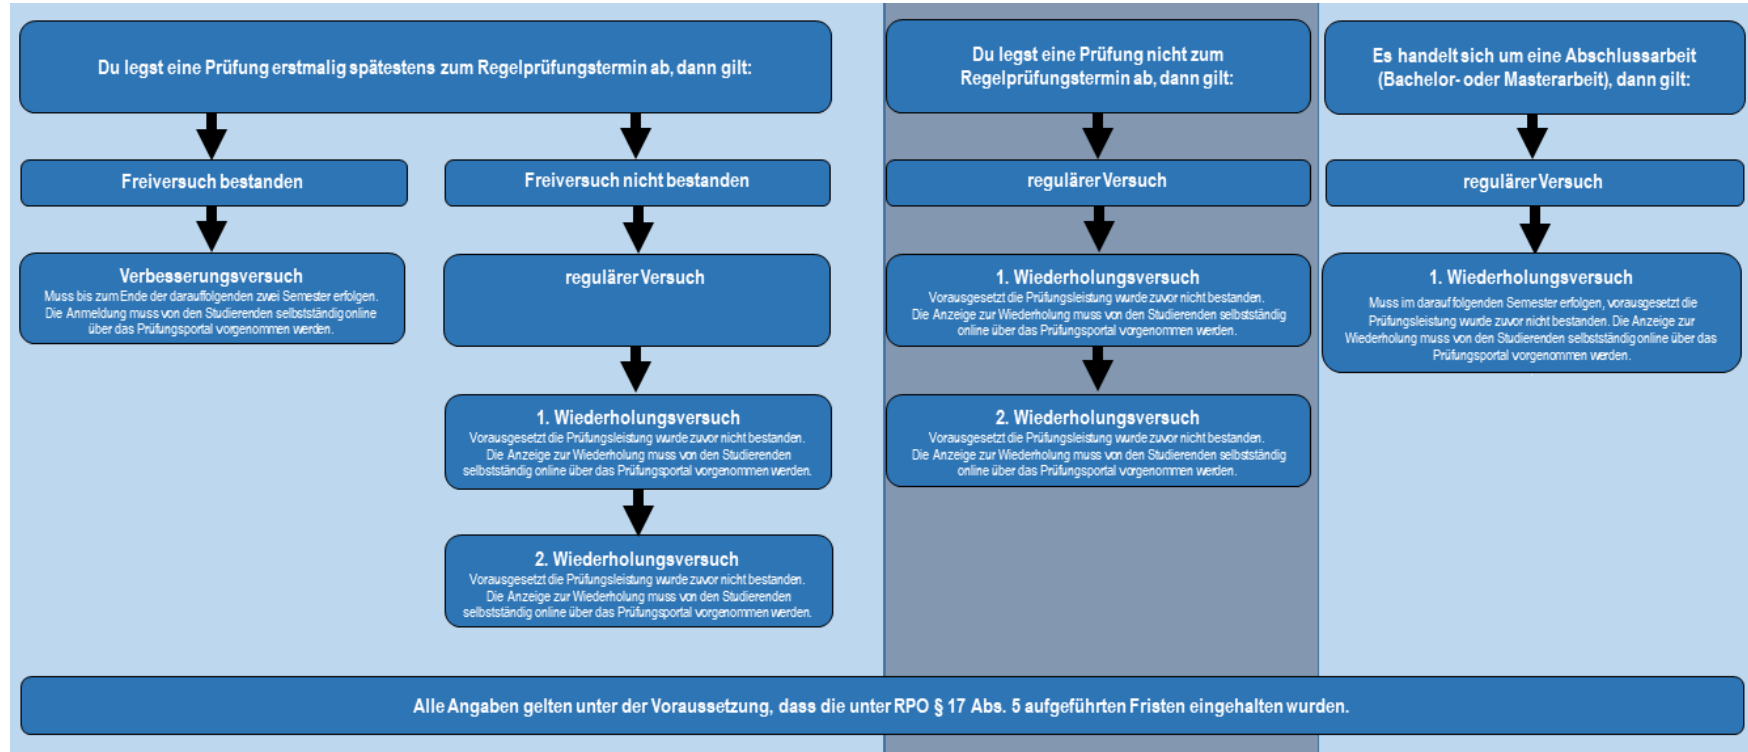 Du legst eine Prüfung erstmalig spätestens zum Regelprüfungstermin ab, dann gilt:
Freiversuch bestanden
Verbesserungsversuch
Muss bis zum Ende der darauffolgenden zwei Semester erfolgen.
Die Anmeldung muss von den Studierenden selbstständig online
über das Prüfungsportal vorgenommen werden.
Freiversuch nicht bestanden
regulärer Versuch
1. Wiederholungsversuch
Vorausgesetzt die Prüfungsleistung wurde zuvor nicht bestanden.
Die Anzeige zur Wiederholung muss von den Studierenden
selbstständig online über das Prüfungsportal vorgenommen werden.
2. Wiederholungsversuch
Vorausgesetzt die Prüfungsleistung wurde zuvor nicht bestanden.
Die Anzeige zur Wiederholung muss von den Studierenden
selbstständig online über das Prüfungsportal vorgenommen werden.
Du legst eine Prüfung nicht zum
Regelprüfungstermin ab, dann gilt:
regulärer Versuch
1. Wiederholungsversuch
Vorausgesetzt die Prüfungsleistung wurde zuvor nicht bestanden.
Die Anzeige zur Wiederholung muss von den Studierenden selbstständig
online über das Prüfungsportal vorgenommen werden.
2. Wiederholungsversuch
Vorausgesetzt die Prüfungsleistung wurde zuvor nicht bestanden.
Die Anzeige zur Wiederholung muss von den Studierenden selbstständig
online über das Prüfungsportal vorgenommen werden.
Es handelt sich um eine Abschlussarbeit
(Bachelor- oder Masterarbeit), dann gilt:
regulärer Versuch
1. Wiederholungsversuch
Muss im darauf folgenden Semester erfolgen, vorausgesetzt die
Prüfungsleistung wurde zuvor nicht bestanden. Die Anzeige zur
Wiederholung muss von den Studierenden selbstständig online über das
Prüfungsportal vorgenommen werden.
Alle Angaben gelten unter der Voraussetzung, dass die unter RPO § 17 Abs. 5 aufgeführten Fristen eingehalten wurden.